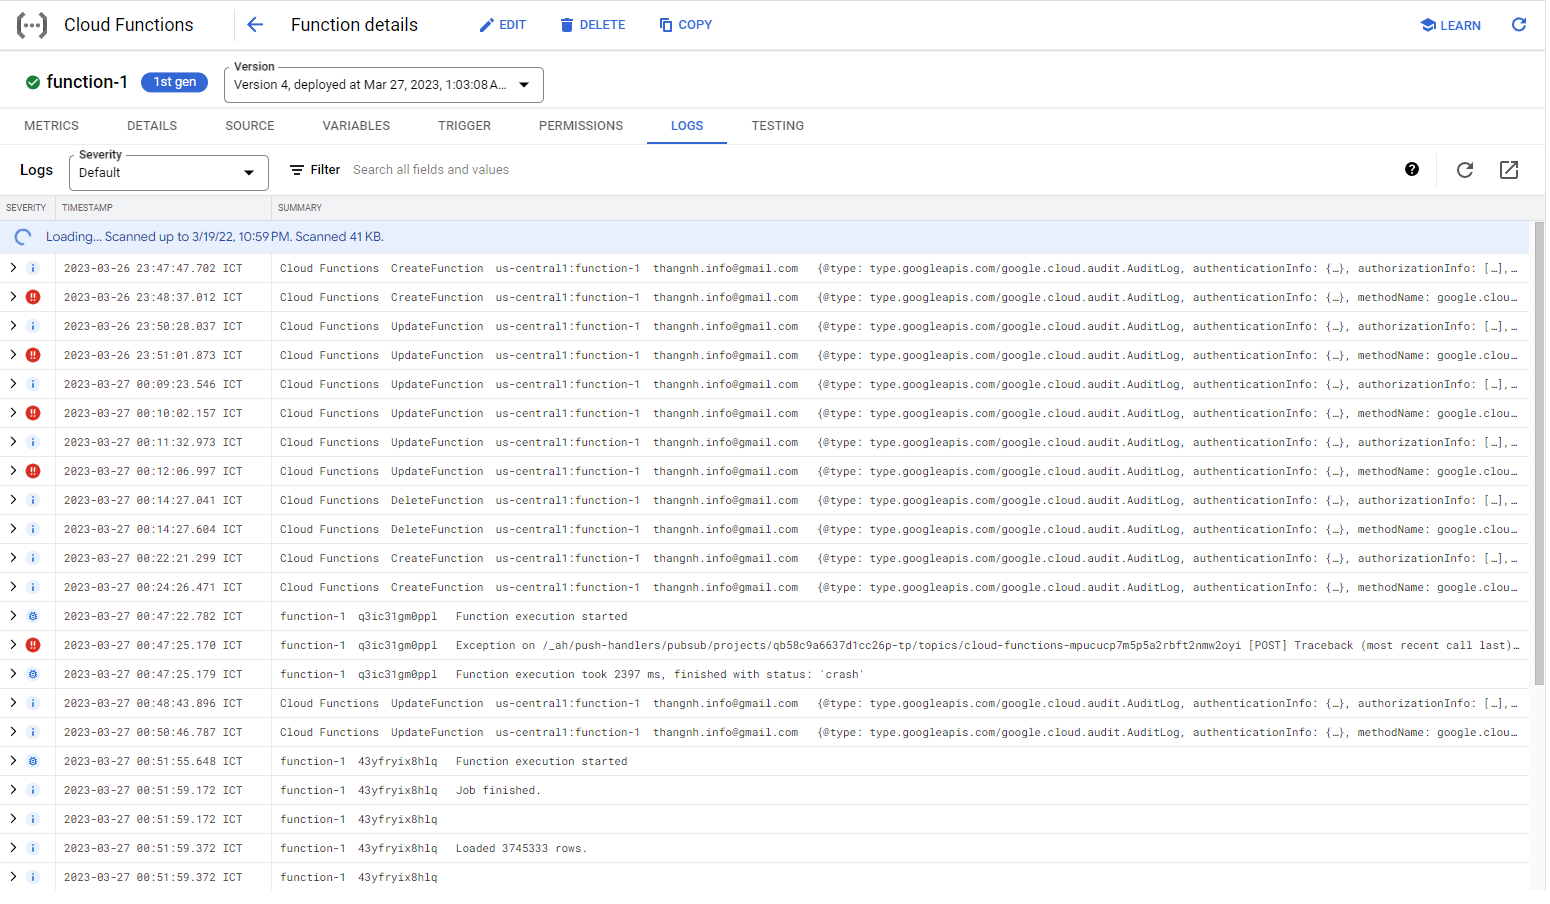 Cloud Functions Function details EDIT DELETE COPY LEARN
function-1 1st gen Version Version 4, deployed at Mar 27, 2023, 1:03:08 A...
METRICS DETAILS SOURCE VARIABLES TRIGGER PERMISSIONS LOGS TESTING
Logs Severity Default Filter Search all fields and values
SEVERITY TIMESTAMP SUMMARY
Loading... Scanned up to 3/19/22, 10:59 PM. Scanned 41 KB.
2023-03-26 23:47:47.702 ICT Cloud Functions CreateFunction us-central1:function-1 thangnh.info@gmail.com {@type: type.googleapis.com/google.cloud.audit.AuditLog, authenticationInfo: {…}, authorizationInfo: […],…
2023-03-26 23:48:37.012 ICT Cloud Functions CreateFunction us-central1:function-1 thangnh.info@gmail.com {@type: type.googleapis.com/google.cloud.audit.AuditLog, authenticationInfo: {…}, methodName: google.clou…
2023-03-26 23:50:28.037 ICT Cloud Functions UpdateFunction us-central1:function-1 thangnh.info@gmail.com {@type: type.googleapis.com/google.cloud.audit.AuditLog, authenticationInfo: {…}, authorizationInfo: […],…
2023-03-26 23:51:01.873 ICT Cloud Functions UpdateFunction us-central1:function-1 thangnh.info@gmail.com {@type: type.googleapis.com/google.cloud.audit.AuditLog, authenticationInfo: {…}, methodName: google.clou…
2023-03-27 00:09:23.546 ICT Cloud Functions UpdateFunction us-central1:function-1 thangnh.info@gmail.com {@type: type.googleapis.com/google.cloud.audit.AuditLog, authenticationInfo: {…}, authorizationInfo: […],…
2023-03-27 00:10:02.157 ICT Cloud Functions UpdateFunction us-central1:function-1 thangnh.info@gmail.com {@type: type.googleapis.com/google.cloud.audit.AuditLog, authenticationInfo: {…}, methodName: google.clou…
2023-03-27 00:11:32.973 ICT Cloud Functions UpdateFunction us-central1:function-1 thangnh.info@gmail.com {@type: type.googleapis.com/google.cloud.audit.AuditLog, authenticationInfo: {…}, authorizationInfo: […],…
2023-03-27 00:12:06.997 ICT Cloud Functions UpdateFunction us-central1:function-1 thangnh.info@gmail.com {@type: type.googleapis.com/google.cloud.audit.AuditLog, authenticationInfo: {…}, methodName: google.clou…
2023-03-27 00:14:27.041 ICT Cloud Functions DeleteFunction us-central1:function-1 thangnh.info@gmail.com {@type: type.googleapis.com/google.cloud.audit.AuditLog, authenticationInfo: {…}, authorizationInfo: […],…
2023-03-27 00:14:27.604 ICT Cloud Functions DeleteFunction us-central1:function-1 thangnh.info@gmail.com {@type: type.googleapis.com/google.cloud.audit.AuditLog, authenticationInfo: {…}, methodName: google.clou…
2023-03-27 00:22:21.299 ICT Cloud Functions CreateFunction us-central1:function-1 thangnh.info@gmail.com {@type: type.googleapis.com/google.cloud.audit.AuditLog, authenticationInfo: {…}, authorizationInfo: […],…
2023-03-27 00:24:26.471 ICT Cloud Functions CreateFunction us-central1:function-1 thangnh.info@gmail.com {@type: type.googleapis.com/google.cloud.audit.AuditLog, authenticationInfo: {…}, methodName: google.clou…
2023-03-27 00:47:22.782 ICT function-1 q3ic31gm0ppl Function execution started
2023-03-27 00:47:25.170 ICT function-1 q3ic31gm0ppl Exception on /_ah/push-handlers/pubsub/projects/qb58c9a6637d1cc26p-tp/topics/cloud-functions-mpucucp7m5p5a2rbft2nmw2oyi [POST] Traceback (most recent call last)…
2023-03-27 00:47:25.179 ICT function-1 q3ic31gm0ppl Function execution took 2397 ms, finished with status: 'crash'
2023-03-27 00:48:43.896 ICT Cloud Functions UpdateFunction us-central1:function-1 thangnh.info@gmail.com {@type: type.googleapis.com/google.cloud.audit.AuditLog, authenticationInfo: {…}, authorizationInfo: […],…
2023-03-27 00:50:46.787 ICT Cloud Functions UpdateFunction us-central1:function-1 thangnh.info@gmail.com {@type: type.googleapis.com/google.cloud.audit.AuditLog, authenticationInfo: {…}, methodName: google.clou…
2023-03-27 00:51:55.648 ICT function-1 43yfryix8hlq Function execution started
2023-03-27 00:51:59.172 ICT function-1 43yfryix8hlq Job finished.
2023-03-27 00:51:59.172 ICT function-1 43yfryix8hlq
2023-03-27 00:51:59.372 ICT function-1 43yfryix8hlq Loaded 3745333 rows.
2023-03-27 00:51:59.372 ICT function-1 43yfryix8hlq